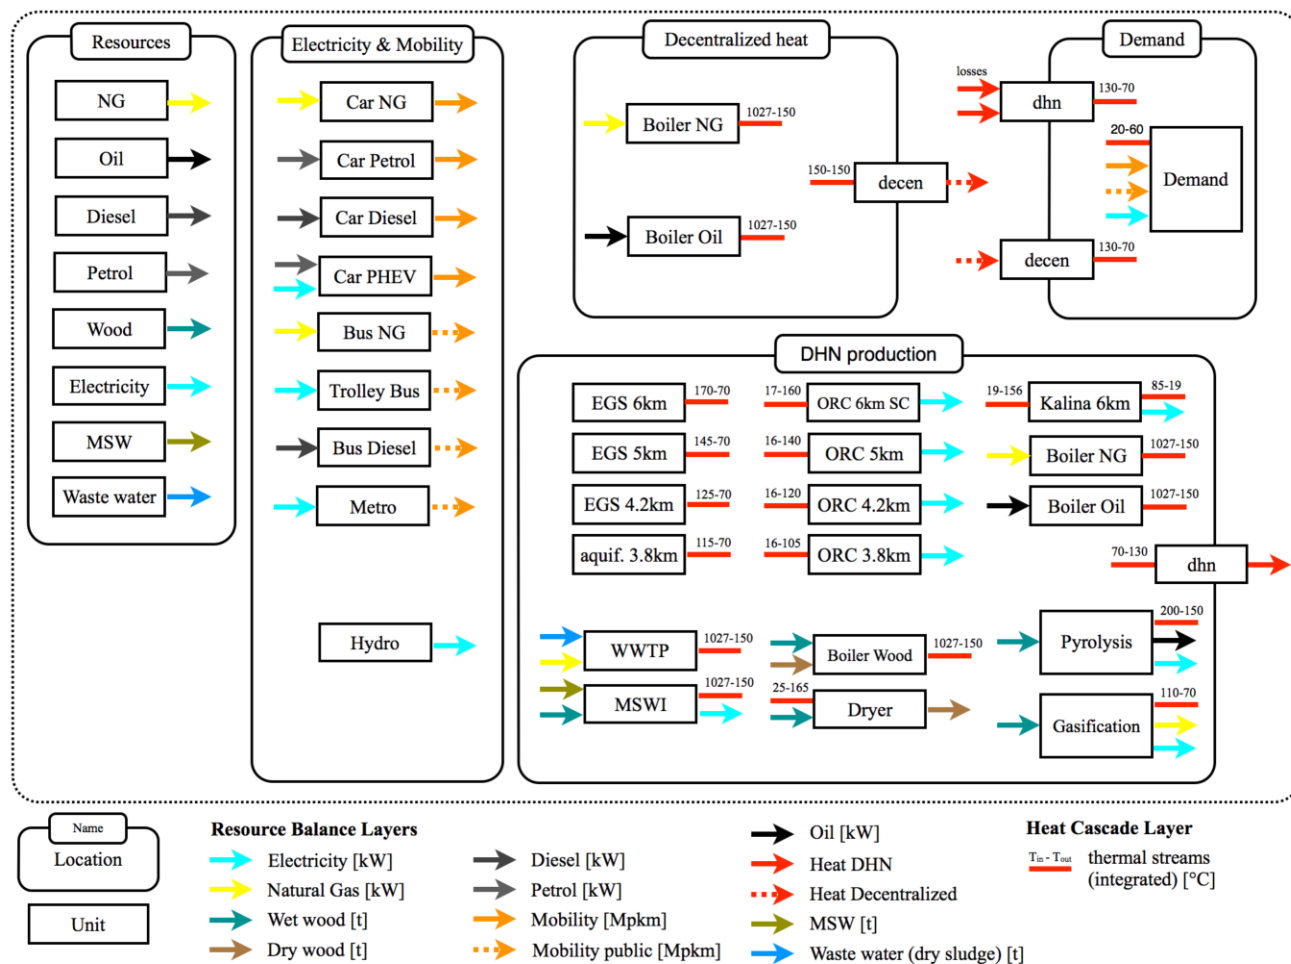 Resources
NG
Oil
Diesel
Petrol
Wood
Electricity
MSW
Waste water
Electricity & Mobility
Car NG
Car Petrol
Car Diesel
Car PHEV
Bus NG
Trolley Bus
Bus Diesel
Metro
Hydro
Decentralized heat
Boiler NG
1027-150
Boiler Oil
1027-150
150-150
decen
Demand
losses
dhn
130-70
20-60
Demand
decen
130-70
DHN production
EGS 6km
170-70
EGS 5km
145-70
EGS 4.2km
125-70
aquif. 3.8km
115-70
17-160
ORC 6km SC
16-140
ORC 5km
16-120
ORC 4.2km
16-105
ORC 3.8km
19-156
Kalina 6km
85-19
Boiler NG
1027-150
Boiler Oil
1027-150
70-130
dhn
WWTP
1027-150
MSWI
1027-150
Boiler Wood
1027-150
25-165
Dryer
Pyrolysis
200-150
Gasification
110-70
Name
Location
Unit
Resource Balance Layers
Electricity [kW]
Natural Gas [kW]
Wet wood [t]
Dry wood [t]
Diesel [kW]
Petrol [kW]
Mobility [Mpkm]
Mobility public [Mpkm]
Oil [kW]
Heat DHN
Heat Decentralized
MSW [t]
Waste water (dry sludge) [t]
Heat Cascade Layer
Tin - Tout
thermal streams
(integrated) [°C]